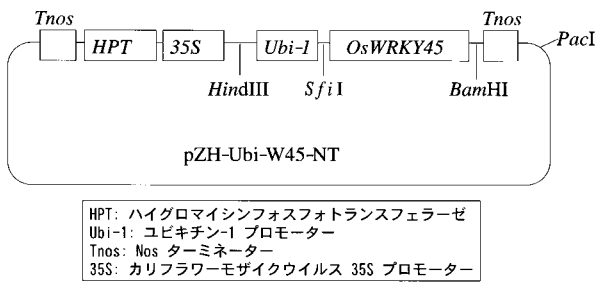 Tnos Tnos
HPT 35S Ubi-1 OsWRKY45 PacI
HindIII SfiI BamHI
pZH-Ubi-W45-NT
HPT: ハイグロマイシンフォスフォトランスフェラーゼ
Ubi-1: ユビキチン-1 プロモーター
Tnos: Nos ターミネーター
35S: カリフラワーモザイクウイルス 35S プロモーター